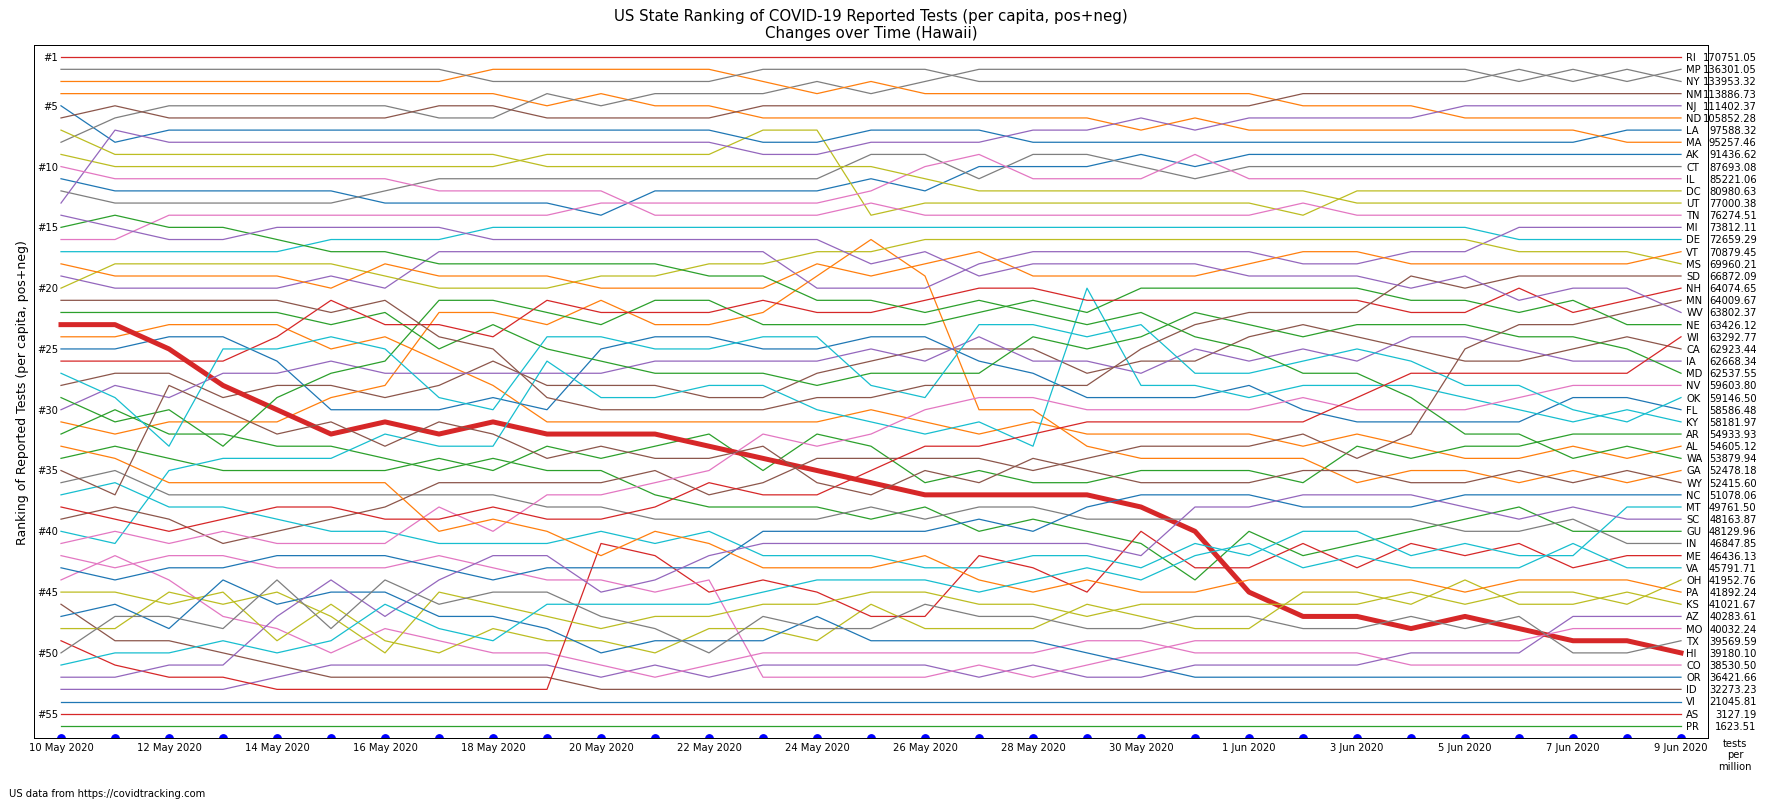 US State Ranking of COVID-19 Reported Tests (per capita, pos+neg)
Changes over Time (Hawaii)
Ranking of Reported Tests (per capita, pos+neg)
#1
#5
#10
#15
#20
#25
#30
#35
#40
#45
#50
#55
RI 170751.05
MP 136301.05
NY 133953.32
NM 113886.73
NJ 111402.37
ND 105852.28
LA 97588.32
MA 95257.46
AK 91436.62
CT 87693.08
IL 85221.06
DC 80980.63
UT 77000.38
TN 76274.51
MI 73812.11
DE 72659.29
VT 70879.45
MS 69960.21
SD 66872.09
NH 64074.65
MN 64009.67
WV 63802.37
NE 63426.12
WI 63292.77
CA 62923.44
IA 62668.34
MD 62537.55
NV 59603.80
OK 59146.50
FL 58586.48
KY 58181.97
AR 54933.93
AL 54605.12
WA 53879.94
GA 52478.18
WY 52415.60
NC 51078.06
MT 49761.50
SC 48163.87
GU 48129.96
IN 46847.85
ME 46436.13
VA 45791.71
OH 41952.76
PA 41892.24
KS 41021.67
AZ 40283.61
MO 40032.24
TX 39569.59
HI 39180.10
CO 38530.50
OR 36421.66
ID 32273.23
VI 21045.81
AS 3127.19
PR 1623.51
10 May 2020 12 May 2020 14 May 2020 16 May 2020 18 May 2020 20 May 2020 22 May 2020 24 May 2020 26 May 2020 28 May 2020 30 May 2020 1 Jun 2020 3 Jun 2020 5 Jun 2020 7 Jun 2020 9 Jun 2020
tests
per
million
US data from https://covidtracking.com